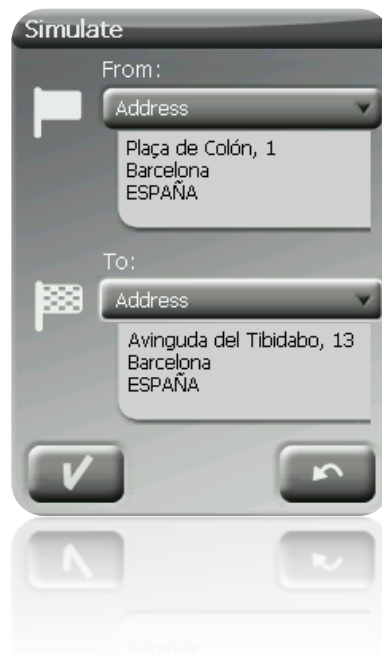 Simulate
From:
Address
Plaça de Colón, 1
Barcelona
ESPAÑA
To:
Address
Avinguda del Tibidabo, 13
Barcelona
ESPAÑA